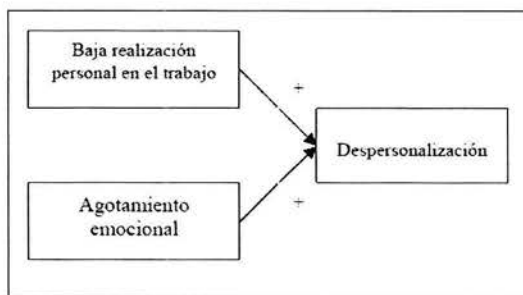 Baja realización
personal en el trabajo
+
Despersonalización
Agotamiento
emocional
+